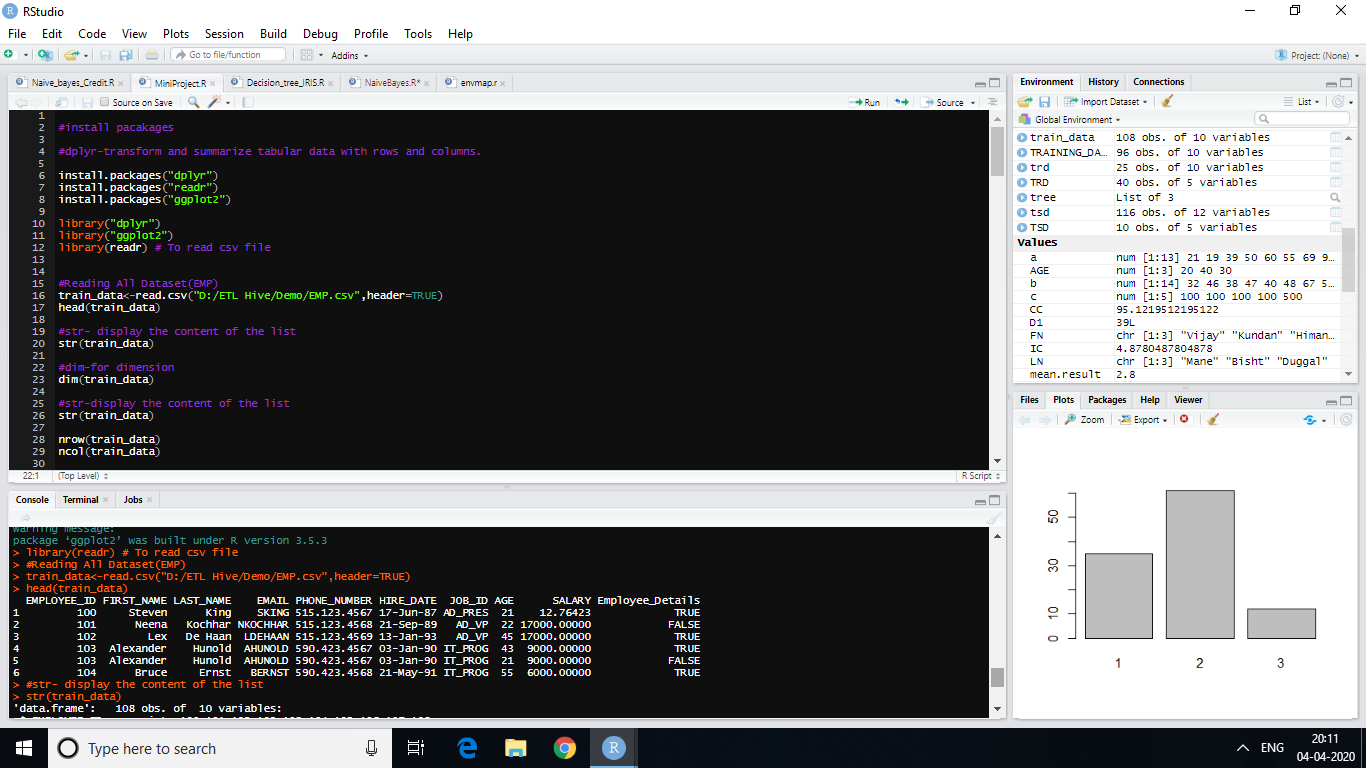 RStudio
File Edit Code View Plots Session Build Debug Profile Tools Help
Go to file/function Addins Project: (None)
Naive_bayes_Credit.R MiniProject.R Decision_tree_IRIS.R NaiveBayes.R* envmap.r
Source on Save Run Source
1
2 #install pacakages
3
4 #dplyr-transform and summarize tabular data with rows and columns.
5
6 install.packages("dplyr")
7 install.packages("readr")
8 install.packages("ggplot2")
9
10 library("dplyr")
11 library("ggplot2")
12 library(readr) # To read csv file
13
14
15 #Reading All Dataset(EMP)
16 train_data<-read.csv("D:/ETL Hive/Demo/EMP.csv",header=TRUE)
17 head(train_data)
18
19 #str- display the content of the list
20 str(train_data)
21
22 #dim-for dimension
23 dim(train_data)
24
25 #str-display the content of the list
26 str(train_data)
27
28 nrow(train_data)
29 ncol(train_data)
30
22:1 (Top Level) R Script
Console Terminal Jobs
Warning message:
package ‘ggplot2’ was built under R version 3.5.3
> library(readr) # To read csv file
> #Reading All Dataset(EMP)
> train_data<-read.csv("D:/ETL Hive/Demo/EMP.csv",header=TRUE)
> head(train_data)
EMPLOYEE_ID FIRST_NAME LAST_NAME EMAIL PHONE_NUMBER HIRE_DATE JOB_ID AGE SALARY Employee_Details
1 100 Steven King SKING 515.123.4567 17-Jun-87 AD_PRES 21 12.76423 TRUE
2 101 Neena Kochhar NKOCHHAR 515.123.4568 21-Sep-89 AD_VP 22 17000.00000 FALSE
3 102 Lex De Haan LDEHAAN 515.123.4569 13-Jan-93 AD_VP 45 17000.00000 TRUE
4 103 Alexander Hunold AHUNOLD 590.423.4567 03-Jan-90 IT_PROG 43 9000.00000 TRUE
5 103 Alexander Hunold AHUNOLD 590.423.4567 03-Jan-90 IT_PROG 21 9000.00000 FALSE
6 104 Bruce Ernst BERNST 590.423.4568 21-May-91 IT_PROG 55 6000.00000 TRUE
> #str- display the content of the list
> str(train_data)
'data.frame': 108 obs. of 10 variables:
Environment History Connections
Import Dataset List
Global Environment
train_data 108 obs. of 10 variables
TRAINING_DA... 96 obs. of 10 variables
trd 25 obs. of 10 variables
TRD 40 obs. of 5 variables
tree List of 3
tsd 116 obs. of 12 variables
TSD 10 obs. of 5 variables
Values
a num [1:13] 21 19 39 50 60 55 69 9...
AGE num [1:3] 20 40 30
b num [1:14] 32 46 38 47 40 48 67 5...
c num [1:5] 100 100 100 100 500
CC 95.1219512195122
D1 39L
FN chr [1:3] "Vijay" "Kundan" "Himan...
IC 4.8780487804878
LN chr [1:3] "Mane" "Bisht" "Duggal"
mean.result 2.8
Files Plots Packages Help Viewer
Zoom Export
50
30
10
0
1 2 3
Type here to search
ENG
20:11
04-04-2020